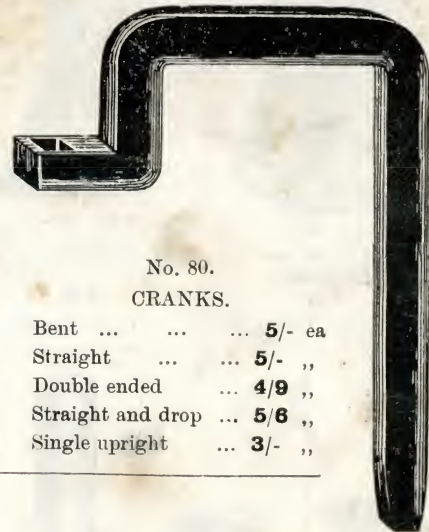 No. 80.
CRANKS.
Bent ... ... ... 5/- ea
Straight ... ... 5/- ,,
Double ended ... 4/9 ,,
Straight and drop ... 5/6 ,,
Single upright ... 3/- ,,